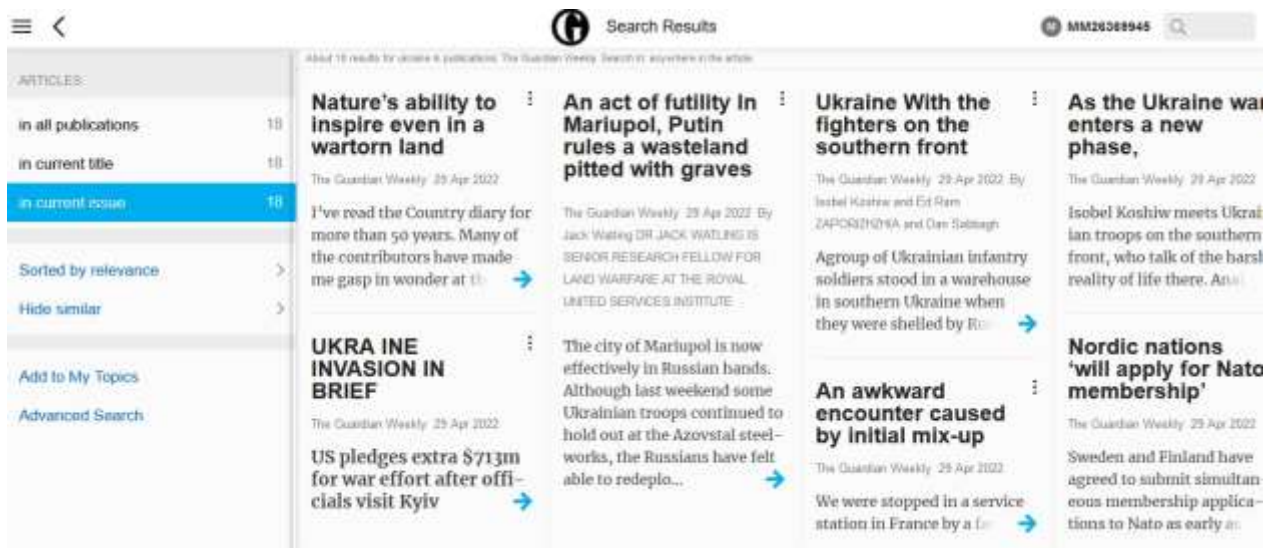 Search Results
MM26369945
About 18 results for ukraine in publications: The Guardian Weekly. Search in: anywhere in the article
ARTICLES
in all publications 18
in current title 18
in current issue 18
Sorted by relevance
Hide similar
Add to My Topics
Advanced Search
Nature's ability to
inspire even in a
wartorn land
The Guardian Weekly 29 Apr 2022
I've read the Country diary for
more than 50 years. Many of
the contributors have made
me gasp in wonder at
UKRA INE
INVASION IN
BRIEF
The Guardian Weekly 29 Apr 2022
US pledges extra $713m
for war effort after offi-
cials visit Kyiv
An act of futility In
Mariupol, Putin
rules a wasteland
pitted with graves
The Guardian Weekly 29 Apr 2022 By
Jack Watling DR JACK WATLING IS
SENIOR RESEARCH FELLOW FOR
LAND WARFARE AT THE ROYAL
UNITED SERVICES INSTITUTE
The city of Mariupol is now
effectively in Russian hands.
Although last weekend some
Ukrainian troops continued to
hold out at the Azovstal steel-
works, the Russians have felt
able to redeplo...
Ukraine With the
fighters on the
southern front
The Guardian Weekly 29 Apr 2022 By
Isobel Koshiw and Ed Ram
ZAPORIZHZHIA and Dan Sabbagh
Agroup of Ukrainian infantry
soldiers stood in a warehouse
in southern Ukraine when
they were shelled by
An awkward
encounter caused
by initial mix-up
The Guardian Weekly 29 Apr 2022
We were stopped in a service
station in France by a
As the Ukraine war
enters a new
phase,
The Guardian Weekly 29 Apr 2022
Isobel Koshiw meets Ukrai
ian troops on the southern
front, who talk of the harsh
reality of life there.
Nordic nations
'will apply for Nato
membership'
The Guardian Weekly 29 Apr 2022
Sweden and Finland have
agreed to submit simultan-
eous membership applica-
tions to Nato as early